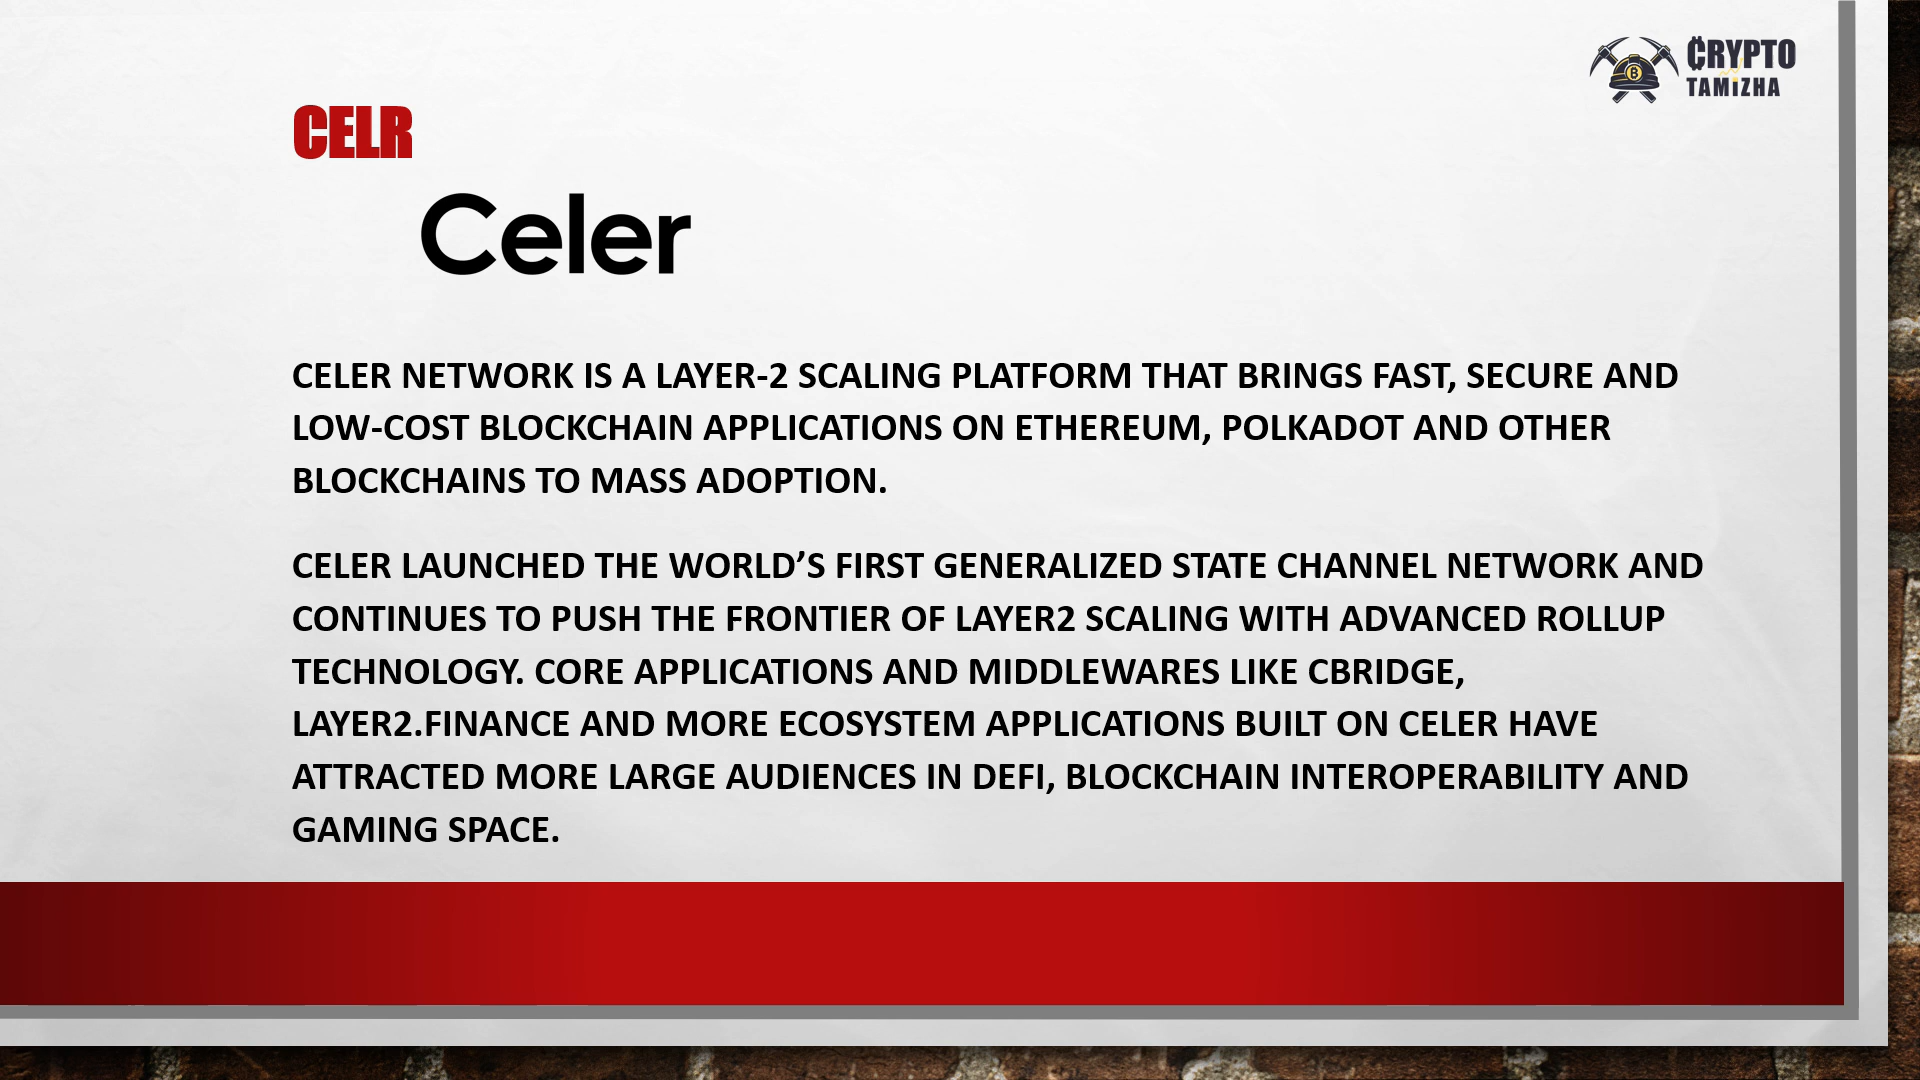 CRYPTO
TAMIZHA
CELR
Celer
CELER NETWORK IS A LAYER-2 SCALING PLATFORM THAT BRINGS FAST, SECURE AND
LOW-COST BLOCKCHAIN APPLICATIONS ON ETHEREUM, POLKADOT AND OTHER
BLOCKCHAINS TO MASS ADOPTION.
CELER LAUNCHED THE WORLD’S FIRST GENERALIZED STATE CHANNEL NETWORK AND
CONTINUES TO PUSH THE FRONTIER OF LAYER2 SCALING WITH ADVANCED ROLLUP
TECHNOLOGY. CORE APPLICATIONS AND MIDDLEWARES LIKE CBRIDGE,
LAYER2.FINANCE AND MORE ECOSYSTEM APPLICATIONS BUILT ON CELER HAVE
ATTRACTED MORE LARGE AUDIENCES IN DEFI, BLOCKCHAIN INTEROPERABILITY AND
GAMING SPACE.